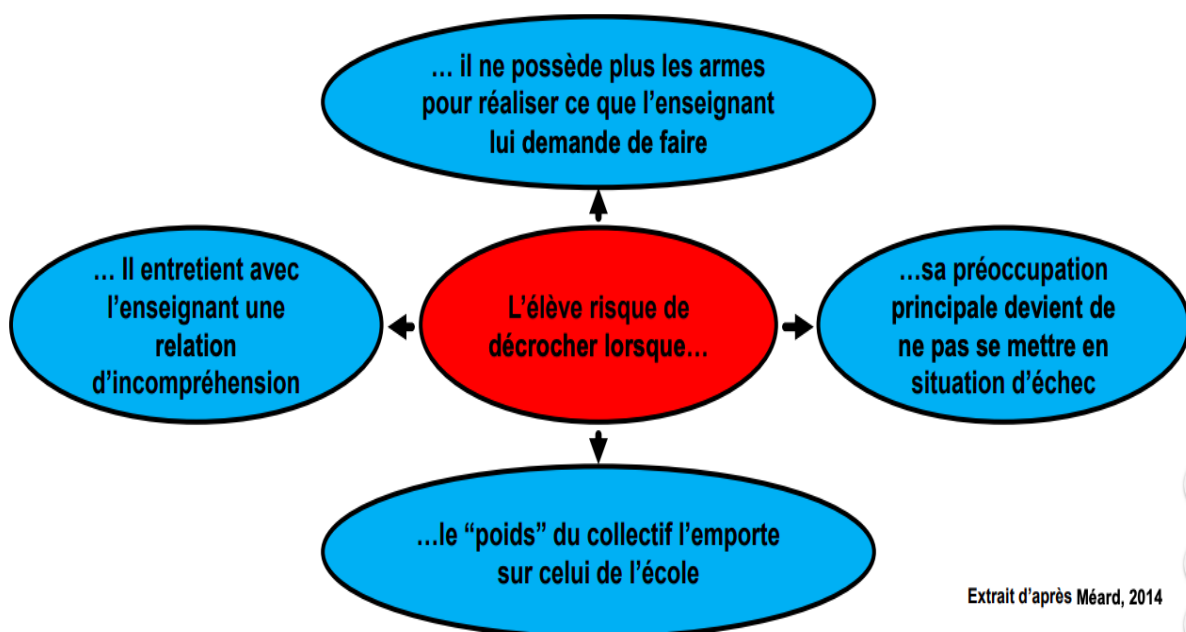 ... il ne possède plus les armes
pour réaliser ce que l'enseignant
lui demande de faire
... Il entretient avec
l'enseignant une
relation
d'incompréhension
L'élève risque de
décrocher lorsque...
...sa préoccupation
principale devient de
ne pas se mettre en
situation d'échec
...le “poids” du collectif l'emporte
sur celui de l'école
Extrait d'après Méard, 2014